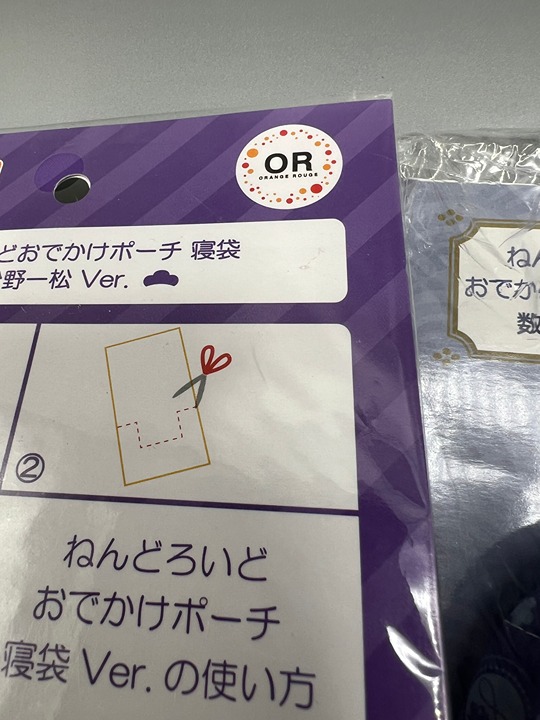 OR
ORANGE ROUGE
どおでかけポーチ 寝袋
野一松 Ver.
②
ねんどろいど
おでかけポーチ
寝袋 Ver. の使い方
ねん
おでか
数